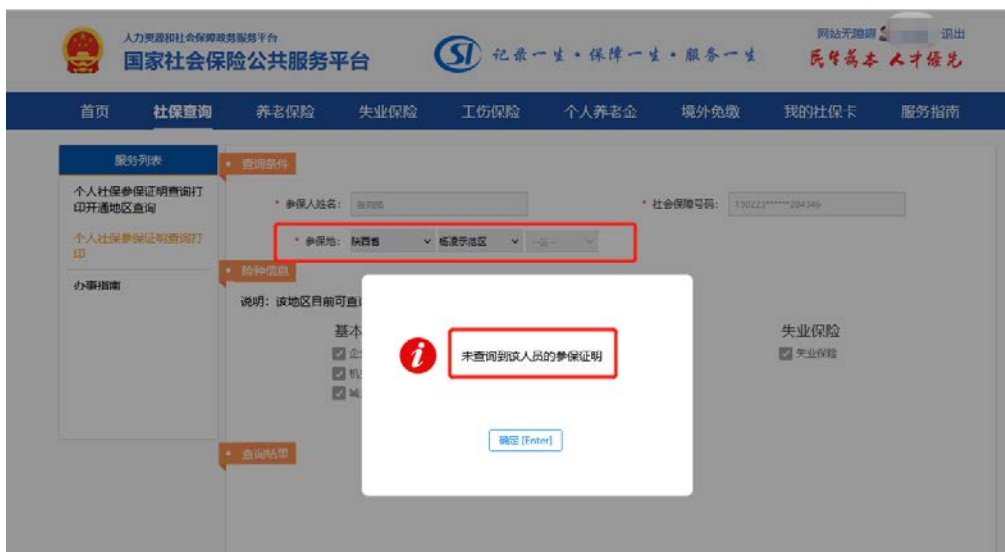 人力资源和社会保障政务服务平台
国家社会保险公共服务平台
SI 记录一生·保障一生·服务一生
网站无障碍 退出
民生为本 人才优先
首页 社保查询 养老保险 失业保险 工伤保险 个人养老金 境外免缴 我的社保卡 服务指南
服务列表
个人社保参保证明查询打
印开通地区查询
个人社保参保证明查询打
印
办事指南
查询条件
* 参保人姓名:
* 社会保障号码: 130223******284346
* 参保地: 陕西省 杨凌示范区 --区--
险种信息
说明：该地区目前可查
基本
失业保险
企
失业保险
机
城
未查询到该人员的参保证明
确定 [Enter]
查询结果